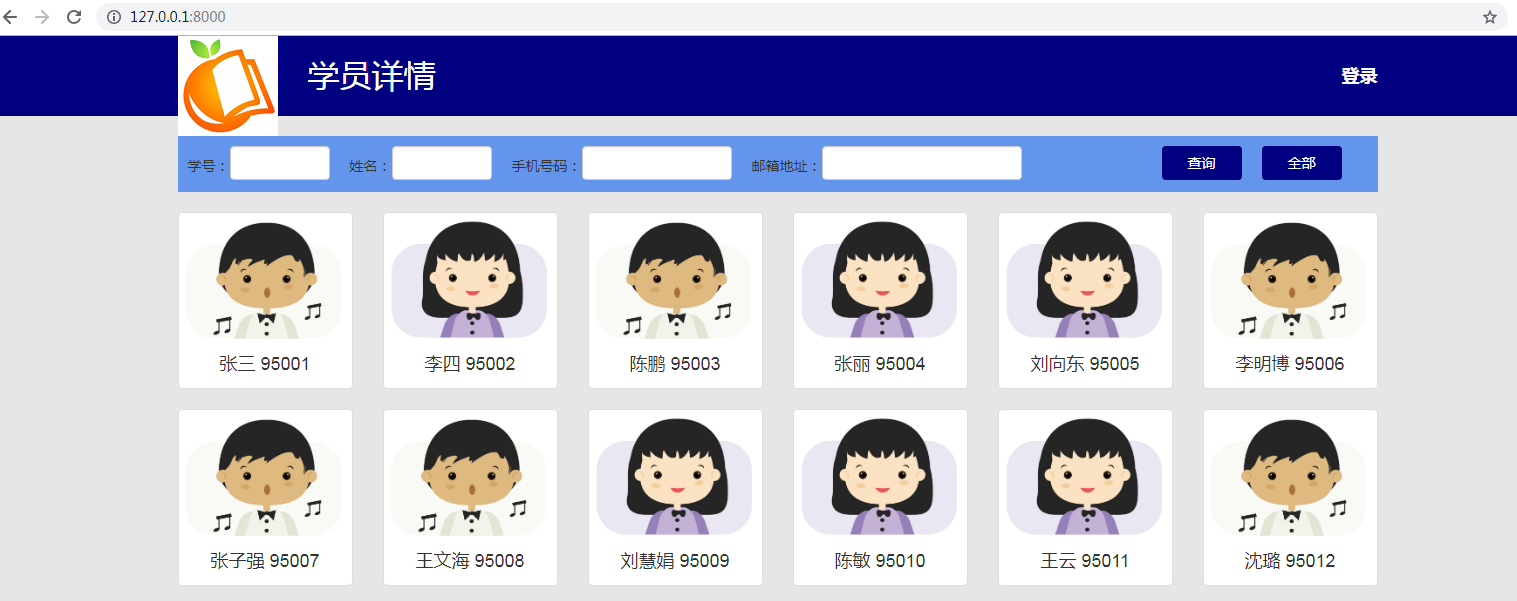 127.0.0.1:8000
学员详情 登录
学号： 姓名： 手机号码： 邮箱地址： 查询 全部
张三 95001 李四 95002 陈鹏 95003 张丽 95004 刘向东 95005 李明博 95006
张子强 95007 王文海 95008 刘慧娟 95009 陈敏 95010 王云 95011 沈璐 95012